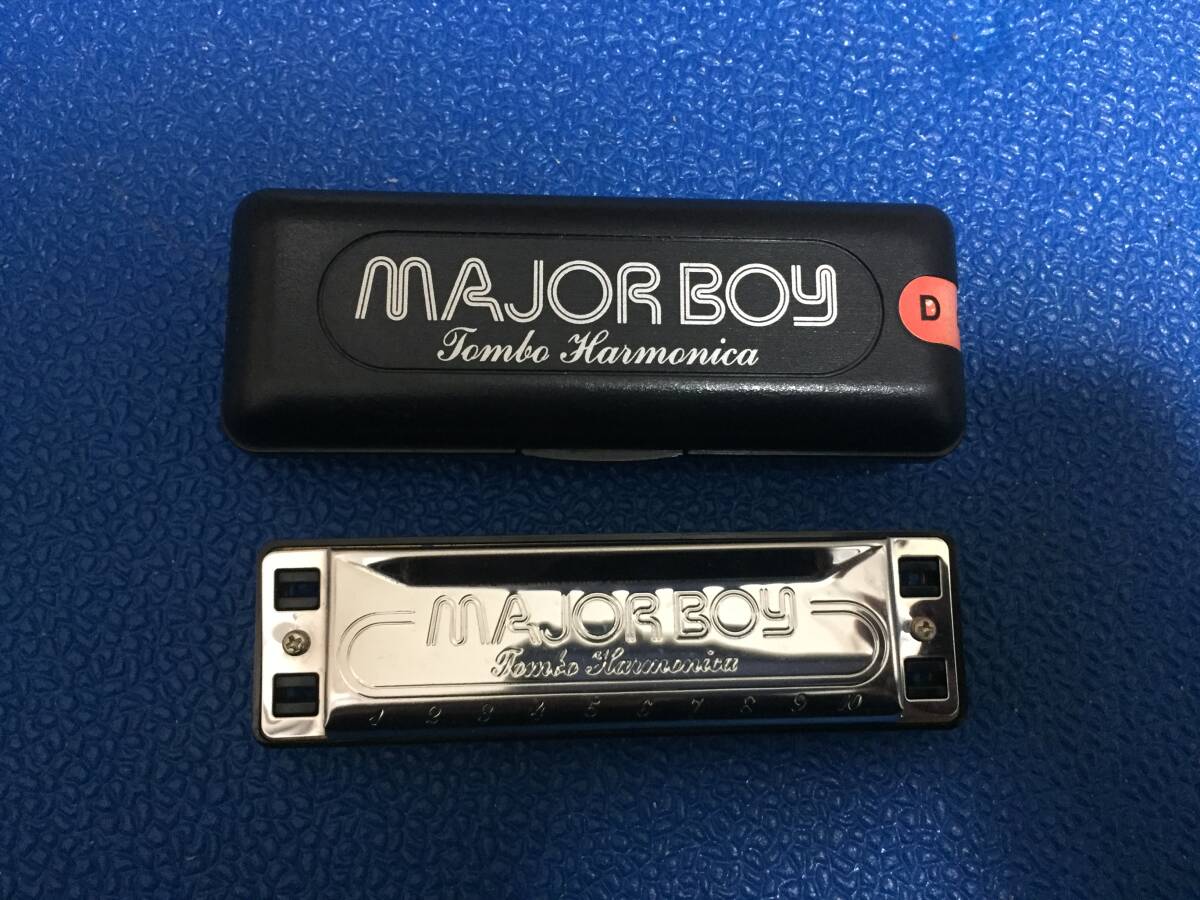 MAJOR BOY
Tombo Harmonica
D
MAJOR BOY
Tombo Harmonica
1 2 3 4 5 6 7 8 9 10